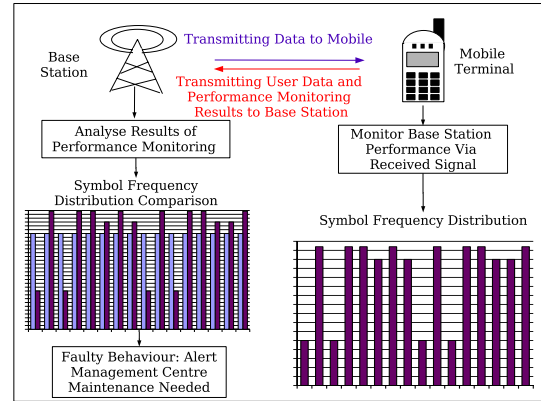 Base
Station
Transmitting Data to Mobile
Transmitting User Data and
Performance Monitoring
Results to Base Station
Mobile
Terminal
Analyse Results of
Performance Monitoring
Monitor Base Station
Performance Via
Received Signal
Symbol Frequency
Distribution Comparison
Symbol Frequency Distribution
Faulty Behaviour: Alert
Management Centre
Maintenance Needed